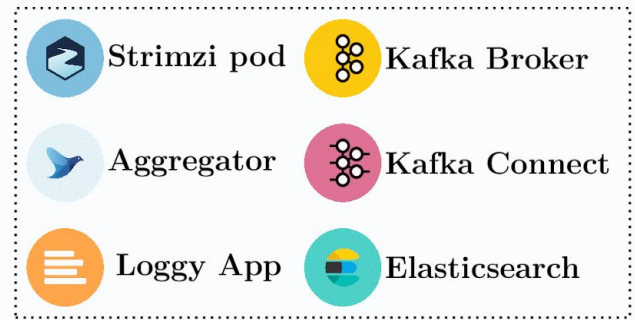 Strimzi pod
Kafka Broker
Aggregator
Kafka Connect
Loggy App
Elasticsearch